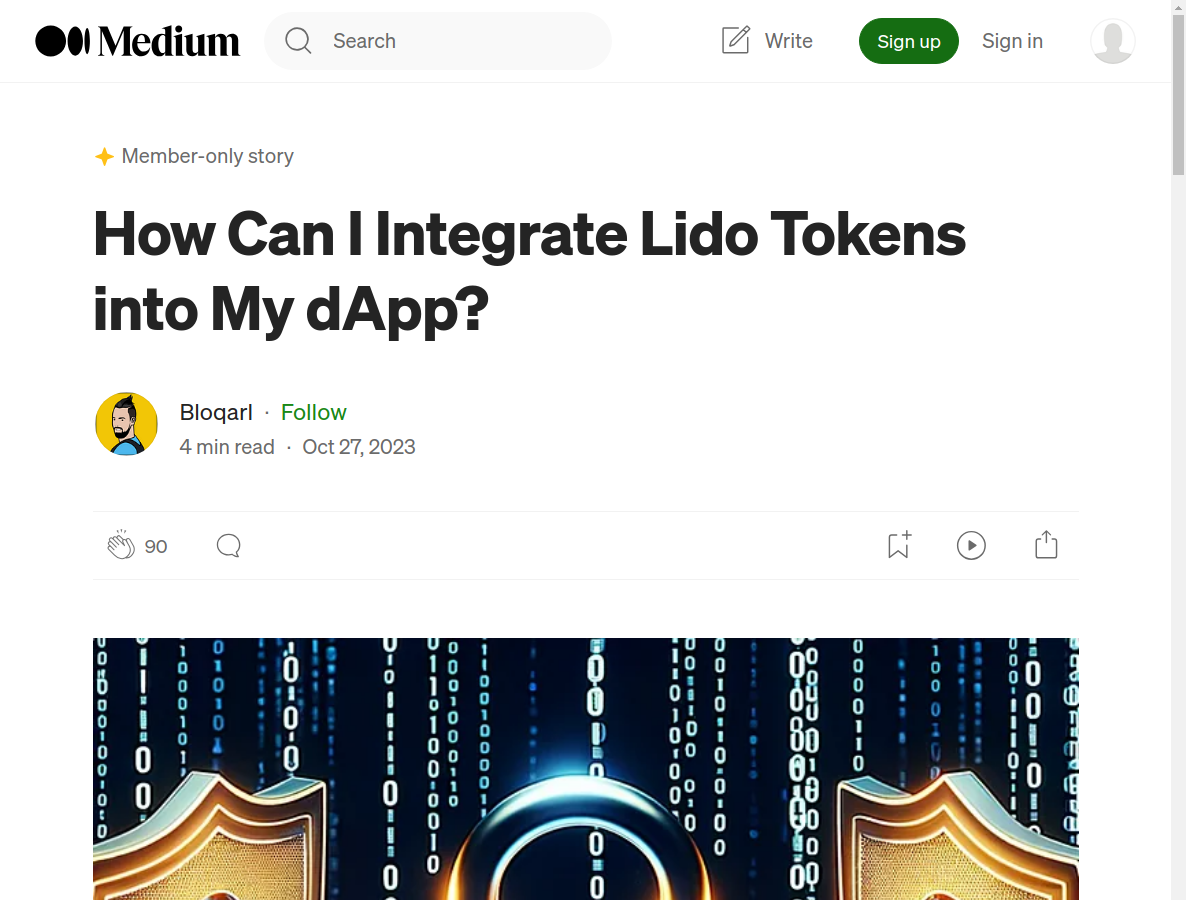 Medium
Search
Write
Sign up
Sign in
Member-only story
How Can I Integrate Lido Tokens
into My dApp?
Bloqarl · Follow
4 min read · Oct 27, 2023
90